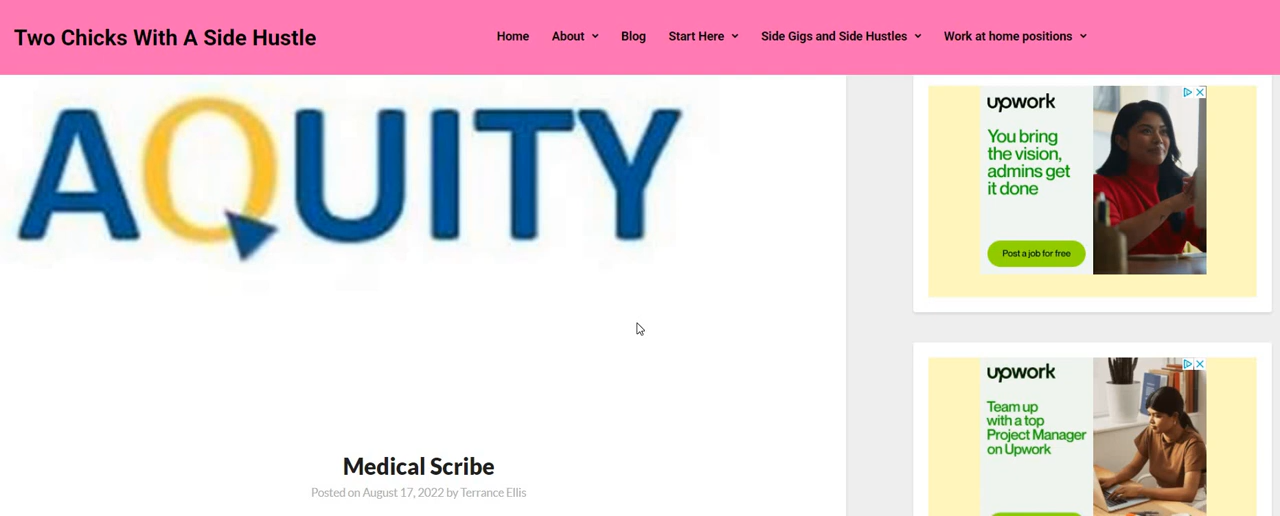 Two Chicks With A Side Hustle
Home About Blog Start Here Side Gigs and Side Hustles Work at home positions
AQUITY
upwork
You bring
the vision,
admins get
it done
Post a job for free
upwork
Team up
with a top
Project Manager
on Upwork
Medical Scribe
Posted on August 17, 2022 by Terrance Ellis